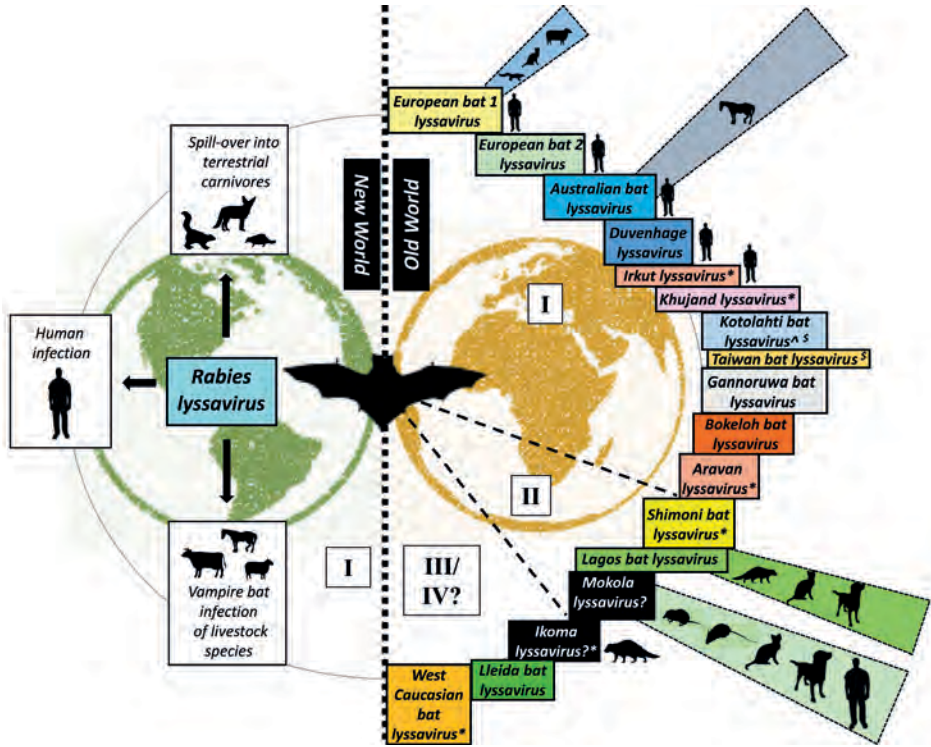 Spill-over into
terrestrial
carnivores
New World
Old World
Human
infection
Rabies
lyssavirus
Vampire bat
infection
of livestock
species
I
I
II
III/
IV?
European bat 1
lyssavirus
European bat 2
lyssavirus
Australian bat
lyssavirus
Duvenhage
lyssavirus
Irkut lyssavirus*
Khujand lyssavirus*
Kotolahti bat
lyssavirus^ $
Taiwan bat lyssavirus $
Gannoruwa bat
lyssavirus
Bokeloh bat
lyssavirus
Aravan
lyssavirus*
Shimoni bat
lyssavirus*
Lagos bat lyssavirus
Mokola
lyssavirus?
Ikoma
lyssavirus?*
Lleida bat
lyssavirus
West
Caucasian
bat
lyssavirus*